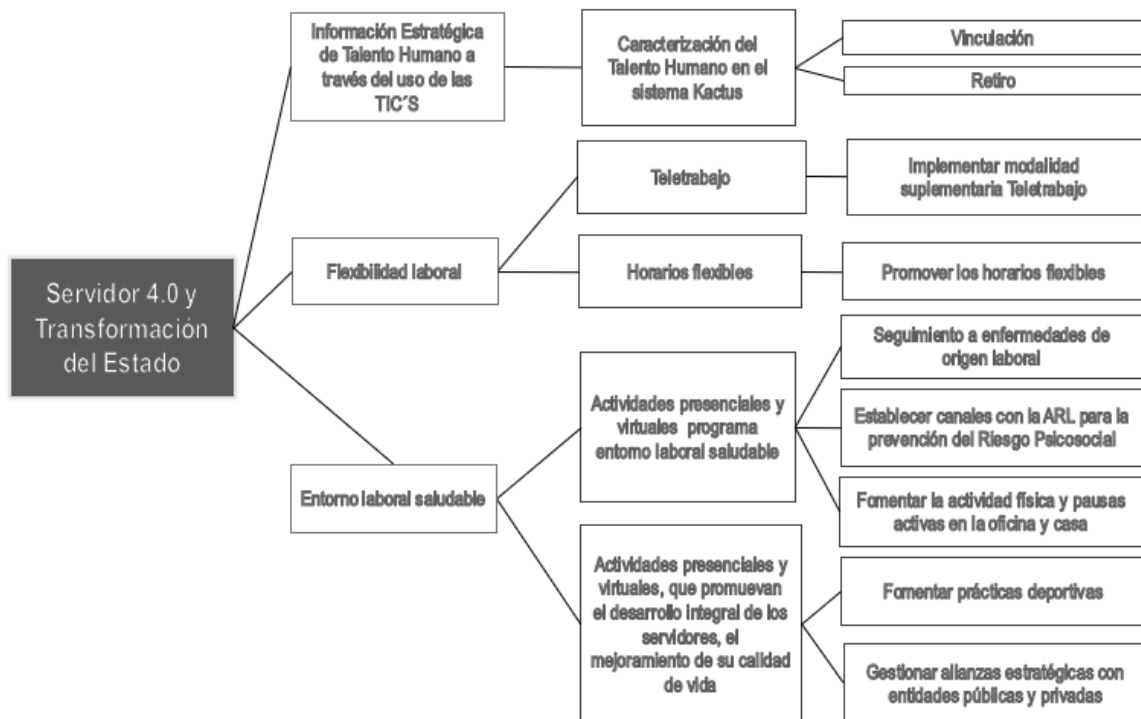 Servidor 4.0 y
Transformación
del Estado
Información Estratégica
de Talento Humano a
través del uso de las
TIC´S
Caracterización del
Talento Humano en el
sistema Kactus
Vinculación
Retiro
Flexibilidad laboral
Teletrabajo
Implementar modalidad
suplementaria Teletrabajo
Horarios flexibles
Promover los horarios flexibles
Entorno laboral saludable
Actividades presenciales y
virtuales programa
entorno laboral saludable
Seguimiento a enfermedades de
origen laboral
Establecer canales con la ARL para la
prevención del Riesgo Psicosocial
Fomentar la actividad física y pausas
activas en la oficina y casa
Actividades presenciales y
virtuales, que promuevan
el desarrollo integral de los
servidores, el
mejoramiento de su calidad
de vida
Fomentar prácticas deportivas
Gestionar alianzas estratégicas con
entidades públicas y privadas